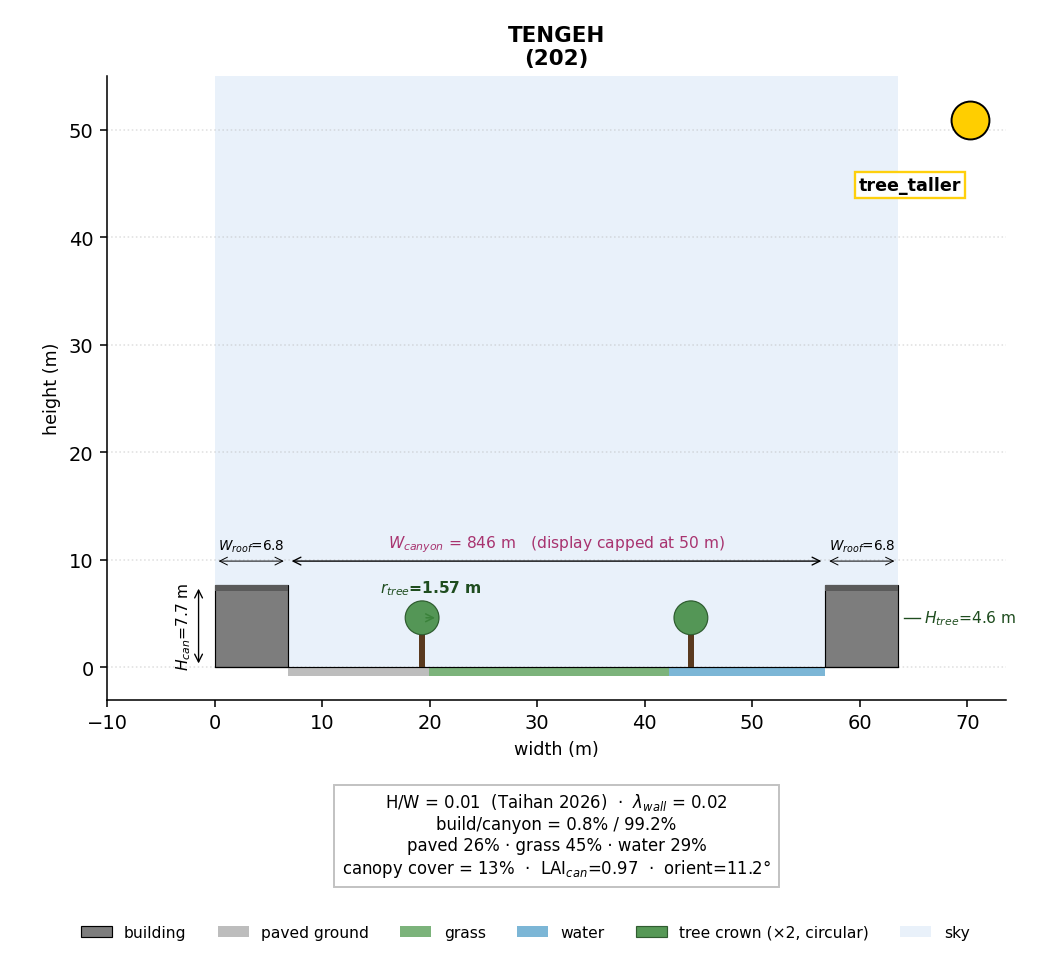 TENGEH
(202)
50
40
30
20
10
0
height (m)
tree_taller
W_roof=6.8
W_canyon = 846 m (display capped at 50 m)
W_roof=6.8
r_tree=1.57 m
H_can=7.7 m
H_tree=4.6 m
−10 0 10 20 30 40 50 60 70
width (m)
H/W = 0.01 (Taihan 2026) · λ_wall = 0.02
build/canyon = 0.8% / 99.2%
paved 26% · grass 45% · water 29%
canopy cover = 13% · LAI_can=0.97 · orient=11.2°
building paved ground grass water tree crown (×2, circular) sky